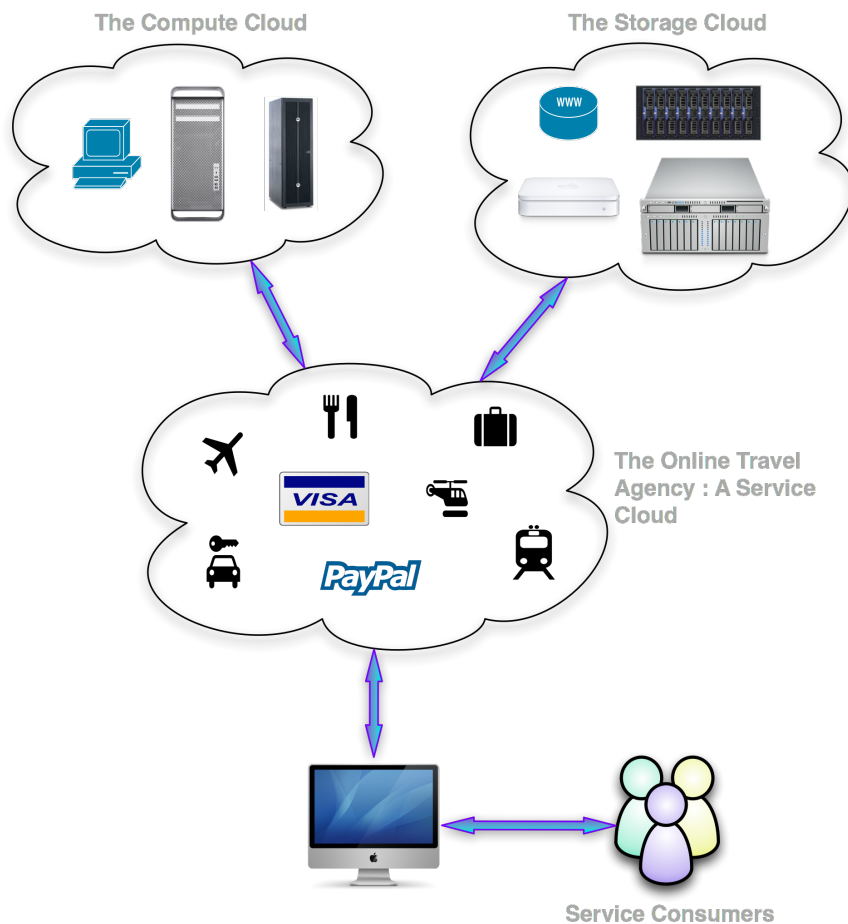 The Compute Cloud
The Storage Cloud
WWW
VISA
PayPal
The Online Travel
Agency : A Service
Cloud
Service Consumers